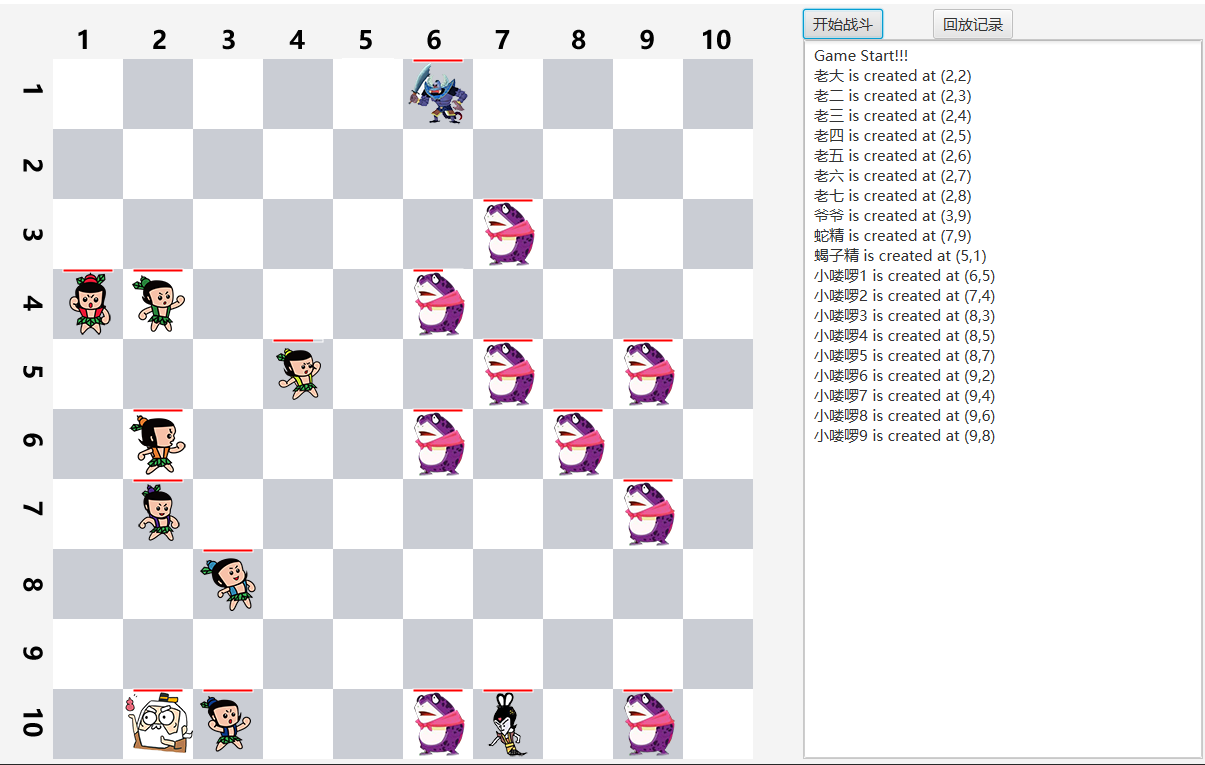 1 2 3 4 5 6 7 8 9 10
1
2
3
4
5
6
7
8
9
10
开始战斗 回放记录
Game Start!!!
老大 is created at (2,2)
老二 is created at (2,3)
老三 is created at (2,4)
老四 is created at (2,5)
老五 is created at (2,6)
老六 is created at (2,7)
老七 is created at (2,8)
爷爷 is created at (3,9)
蛇精 is created at (7,9)
蝎子精 is created at (5,1)
小喽啰1 is created at (6,5)
小喽啰2 is created at (7,4)
小喽啰3 is created at (8,3)
小喽啰4 is created at (8,5)
小喽啰5 is created at (8,7)
小喽啰6 is created at (9,2)
小喽啰7 is created at (9,4)
小喽啰8 is created at (9,6)
小喽啰9 is created at (9,8)